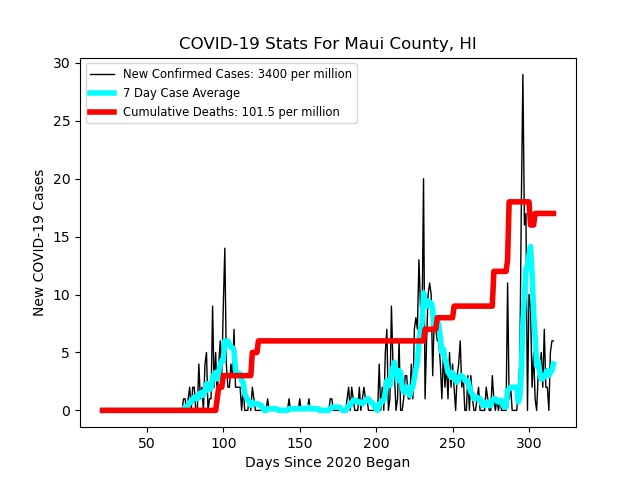 COVID-19 Stats For Maui County, HI
New Confirmed Cases: 3400 per million
7 Day Case Average
Cumulative Deaths: 101.5 per million
New COVID-19 Cases
30
25
20
15
10
5
0
50 100 150 200 250 300
Days Since 2020 Began